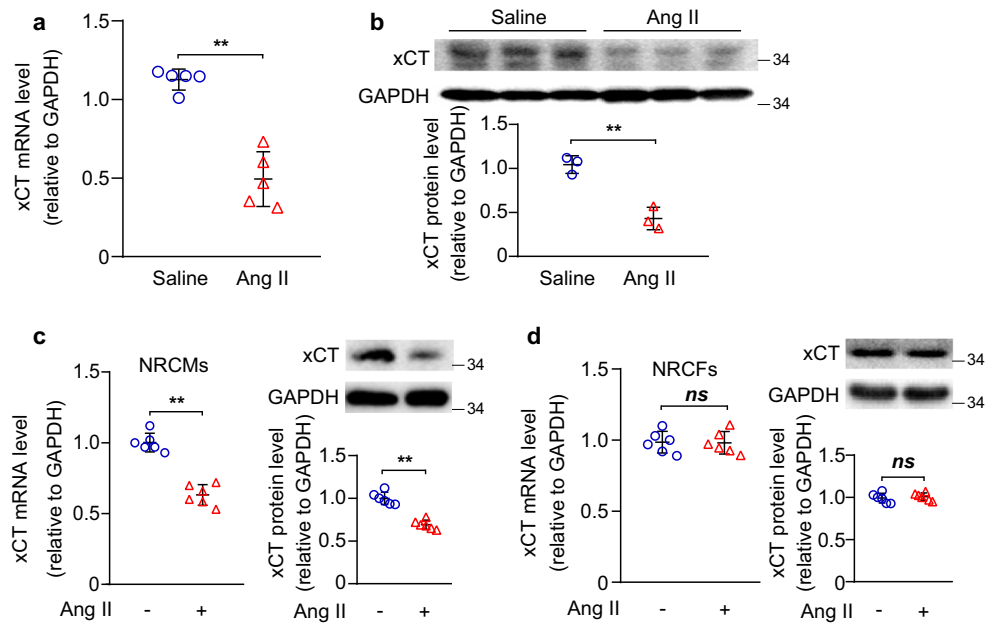 a
xCT mRNA level
(relative to GAPDH)
1.5
1.0
0.5
0
**
Saline
Ang II
b
Saline
Ang II
xCT
34
GAPDH
34
xCT protein level
(relative to GAPDH)
1.5
1.0
0.5
0
**
Saline
Ang II
c
NRCMs
xCT mRNA level
(relative to GAPDH)
1.5
1.0
0.5
0
**
Ang II - +
xCT
34
GAPDH
34
xCT protein level
(relative to GAPDH)
1.5
1.0
0.5
0
**
Ang II - +
d
NRCFs
xCT mRNA level
(relative to GAPDH)
1.5
1.0
0.5
0
ns
Ang II - +
xCT
34
GAPDH
34
xCT protein level
(relative to GAPDH)
1.5
1.0
0.5
0
ns
Ang II - +